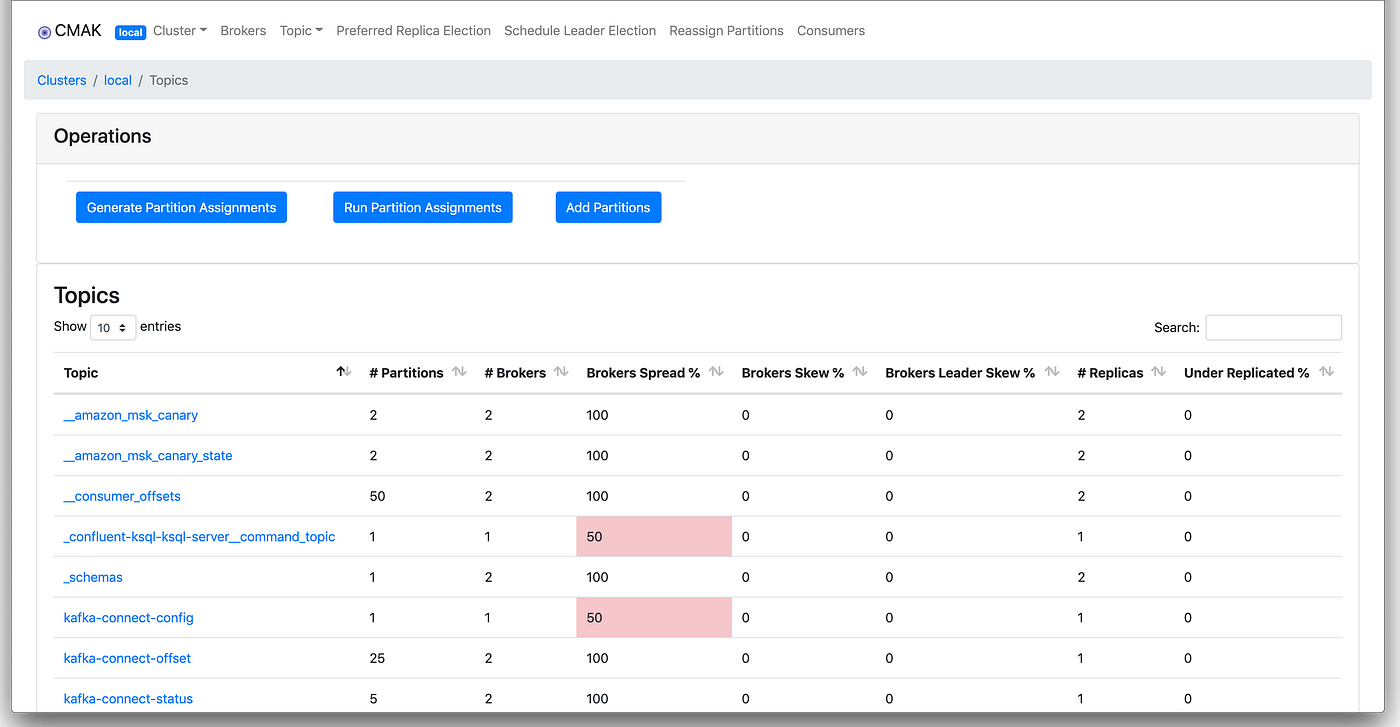 CMAK local Cluster Brokers Topic Preferred Replica Election Schedule Leader Election Reassign Partitions Consumers
Clusters / local / Topics
Operations
Generate Partition Assignments Run Partition Assignments Add Partitions
Topics
Show 10 entries Search:
Topic # Partitions # Brokers Brokers Spread % Brokers Skew % Brokers Leader Skew % # Replicas Under Replicated %
__amazon_msk_canary 2 2 100 0 0 2 0
__amazon_msk_canary_state 2 2 100 0 0 2 0
__consumer_offsets 50 2 100 0 0 2 0
_confluent-ksql-ksql-server__command_topic 1 1 50 0 0 1 0
_schemas 1 2 100 0 0 2 0
kafka-connect-config 1 1 50 0 0 1 0
kafka-connect-offset 25 2 100 0 0 1 0
kafka-connect-status 5 2 100 0 0 1 0